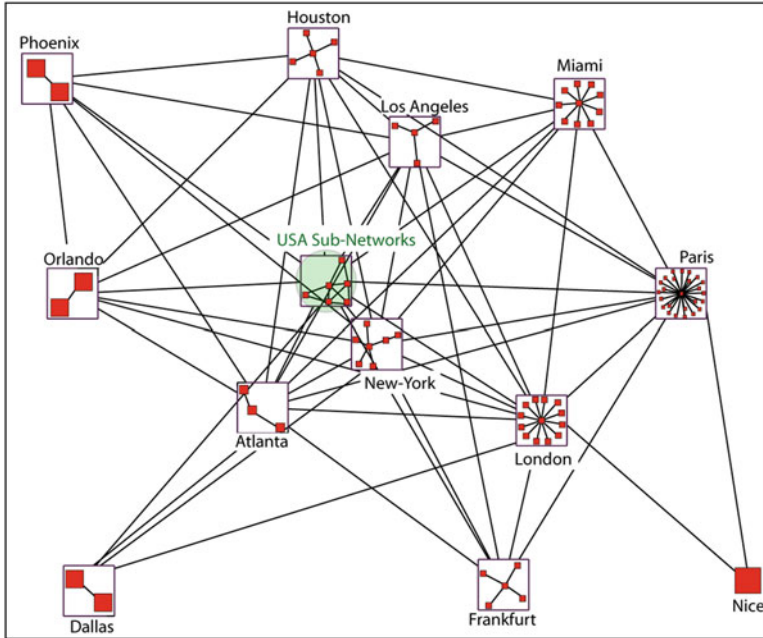 Houston
Phoenix
Miami
Los Angeles
USA Sub-Networks
Orlando
Paris
New-York
Atlanta
London
Dallas
Frankfurt
Nice